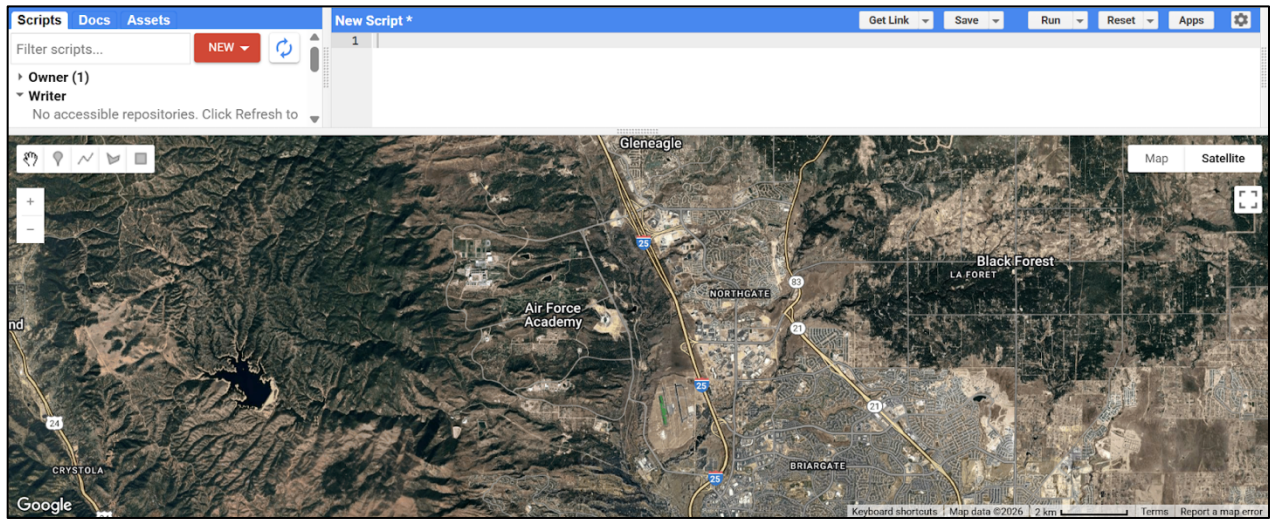 Scripts Docs Assets
New Script *
Get Link Save Run Reset Apps
Filter scripts...
NEW
1
Owner (1)
Writer
No accessible repositories. Click Refresh to
Gleneagle
Map Satellite
+
−
25
Black Forest
LA FORET
83
NORTHGATE
Air Force
Academy
21
nd
25
21
24
CRYSTOLA
BRIARGATE
25
Google
Keyboard shortcuts Map data ©2026 2 km Terms Report a map error